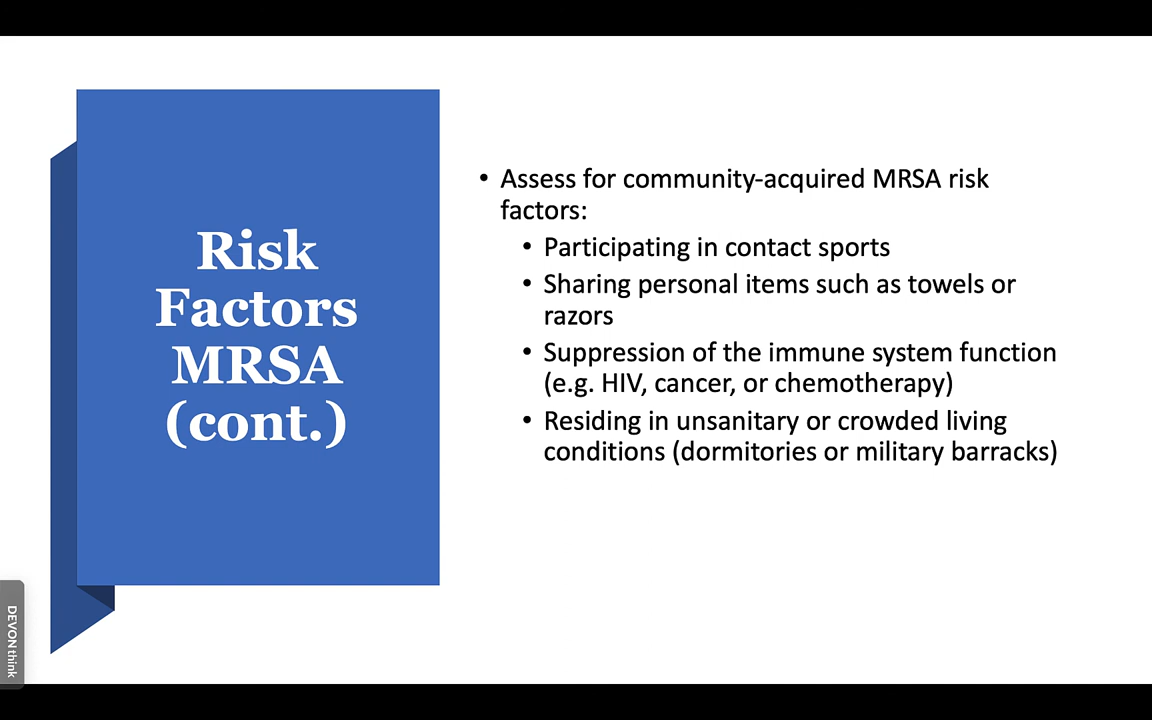 Risk
Factors
MRSA
(cont.)
• Assess for community-acquired MRSA risk
factors:
• Participating in contact sports
• Sharing personal items such as towels or
razors
• Suppression of the immune system function
(e.g. HIV, cancer, or chemotherapy)
• Residing in unsanitary or crowded living
conditions (dormitories or military barracks)
DEVONthink